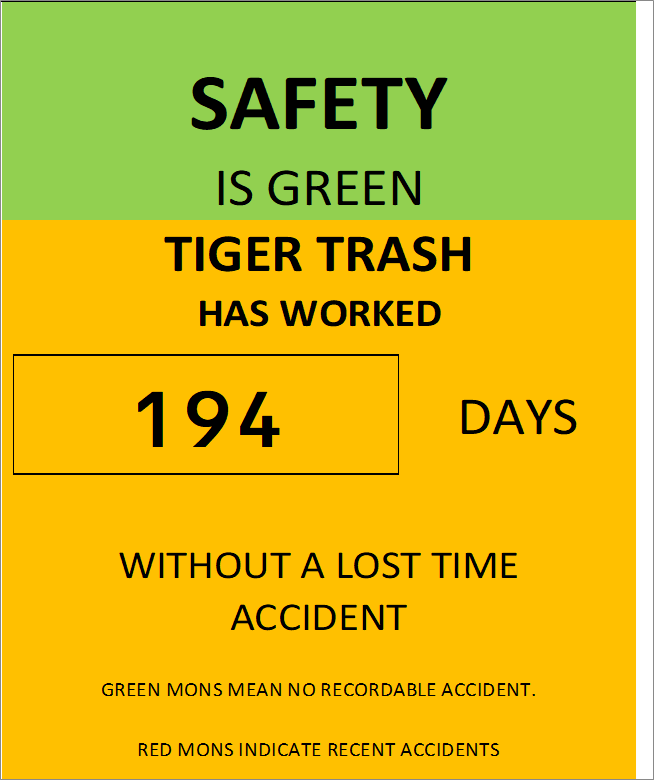 SAFETY
IS GREEN
TIGER TRASH
HAS WORKED
194 DAYS
WITHOUT A LOST TIME
ACCIDENT
GREEN MONS MEAN NO RECORDABLE ACCIDENT.
RED MONS INDICATE RECENT ACCIDENTS